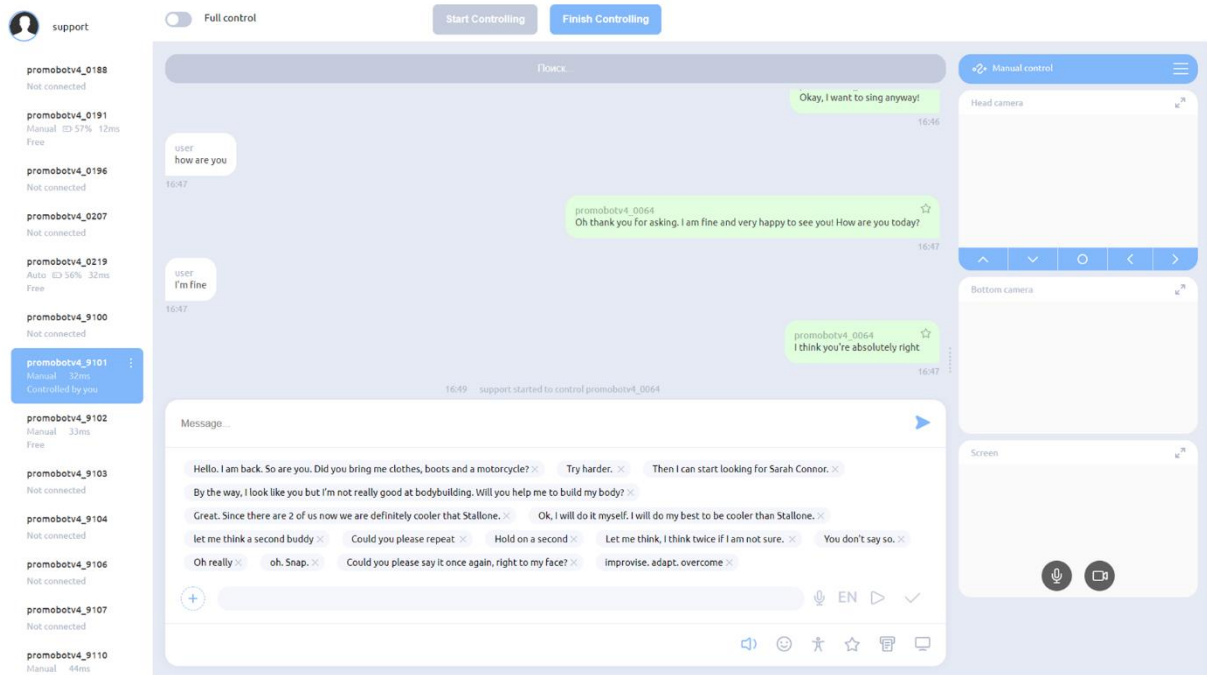 support
Full control
Start Controlling
Finish Controlling
promobotv4_0188
Not connected
promobotv4_0191
Manual 57% 12ms
Free
promobotv4_0196
Not connected
promobotv4_0207
Not connected
promobotv4_0219
Auto 56% 32ms
Free
promobotv4_9100
Not connected
promobotv4_9101
Manual 32ms
Controlled by you
promobotv4_9102
Manual 33ms
Free
promobotv4_9103
Not connected
promobotv4_9104
Not connected
promobotv4_9106
Not connected
promobotv4_9107
Not connected
promobotv4_9110
Manual 44ms
Поиск...
Okay, I want to sing anyway!
16:46
user
how are you
16:47
promobotv4_0064
Oh thank you for asking. I am fine and very happy to see you! How are you today?
16:47
user
I'm fine
16:47
promobotv4_0064
I think you're absolutely right
16:47
16:49 support started to control promobotv4_0064
Message...
Hello. I am back. So are you. Did you bring me clothes, boots and a motorcycle? Try harder. Then I can start looking for Sarah Connor.
By the way, I look like you but I'm not really good at bodybuilding. Will you help me to build my body?
Great. Since there are 2 of us now we are definitely cooler that Stallone. Ok, I will do it myself. I will do my best to be cooler than Stallone.
let me think a second buddy Could you please repeat Hold on a second Let me think, I think twice if I am not sure. You don't say so.
Oh really oh. Snap. Could you please say it once again, right to my face? improvise. adapt. overcome
EN
Manual control
Head camera
Bottom camera
Screen